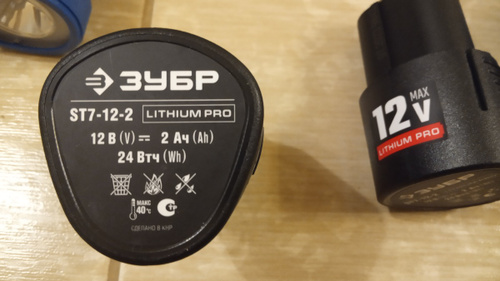 ЗУБР
ST7-12-2 LITHIUM PRO
12 В (V) ⎓ 2 Ач (Ah)
24 Втч (Wh)
МАКС
40°C
СДЕЛАНО В КНР
MAX
12V
LITHIUM PRO
ЗУБР